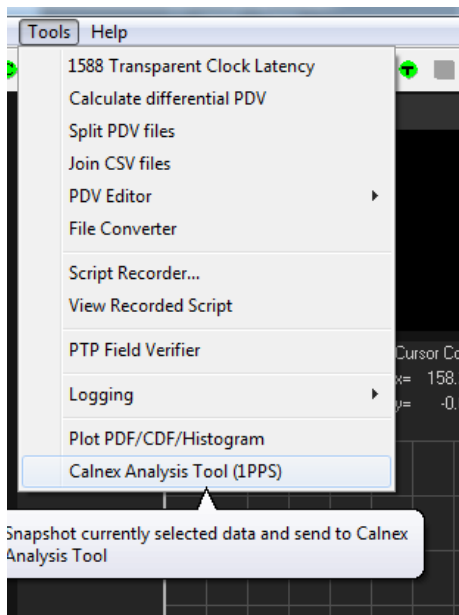 Tools Help
1588 Transparent Clock Latency
Calculate differential PDV
Split PDV files
Join CSV files
PDV Editor
File Converter
Script Recorder...
View Recorded Script
PTP Field Verifier
Cursor Co
Logging
x= 158.
y= -0.
Plot PDF/CDF/Histogram
Calnex Analysis Tool (1PPS)
Snapshot currently selected data and send to Calnex
Analysis Tool